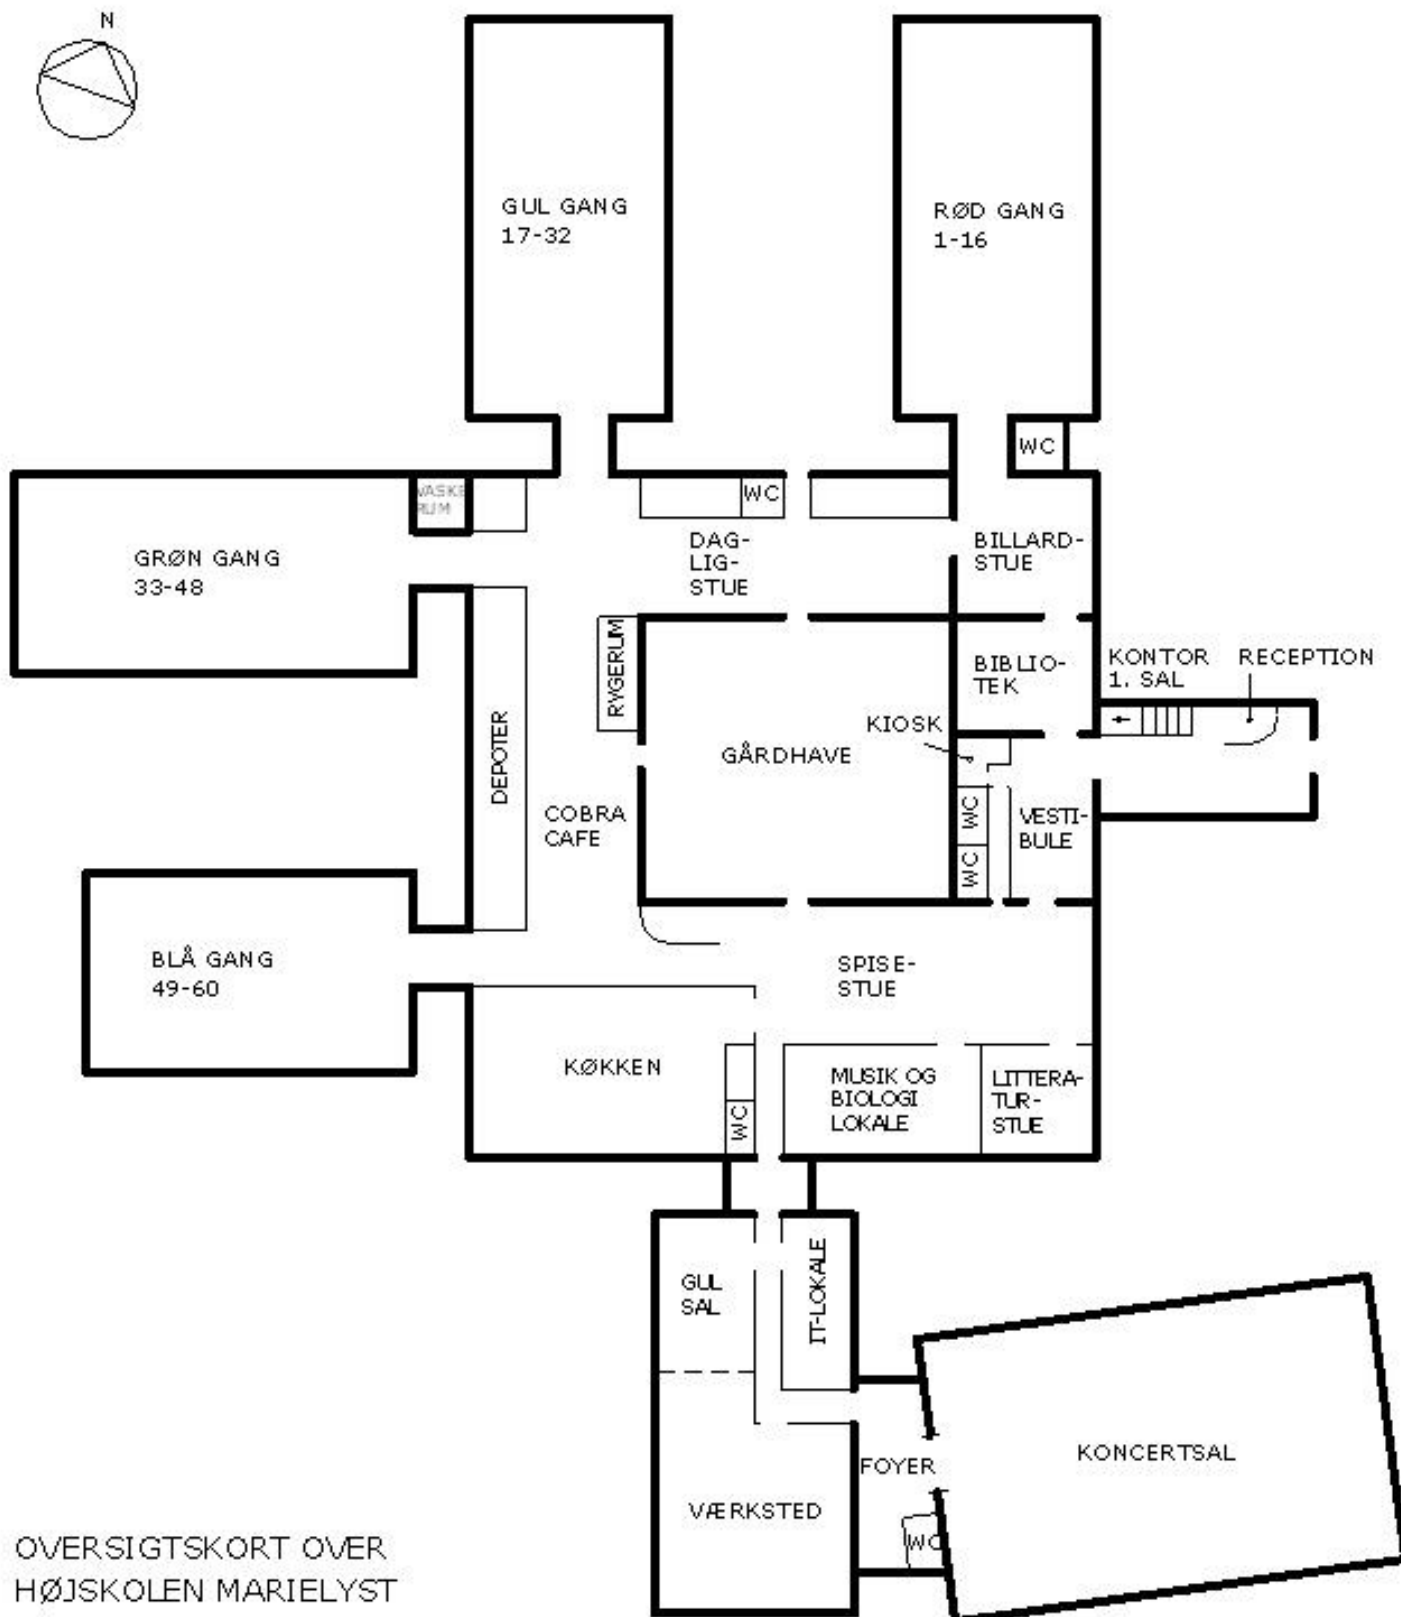 N
GUL GANG
17-32
RØD GANG
1-16
WC
VASKE
RUM
WC
GRØN GANG
33-48
DAG-
LIG-
STUE
BILLARD-
STUE
RYGERUM
BIBLIO-
TEK
KONTOR
1. SAL
RECEPTION
KIOSK
GÅRDHAVE
DEPOTER
COBRA
CAFE
WC
VESTI-
BULE
WC
BLÅ GANG
49-60
SPISE-
STUE
KØKKEN
WC
MUSIK OG
BIOLOGI
LOKALE
LITTERA-
TUR-
STUE
GUL
SAL
IT-LOKALE
FOYER
KONCERTSAL
VÆRKSTED
WC
OVERSIGTSKORT OVER
HØJSKOLEN MARIELYST